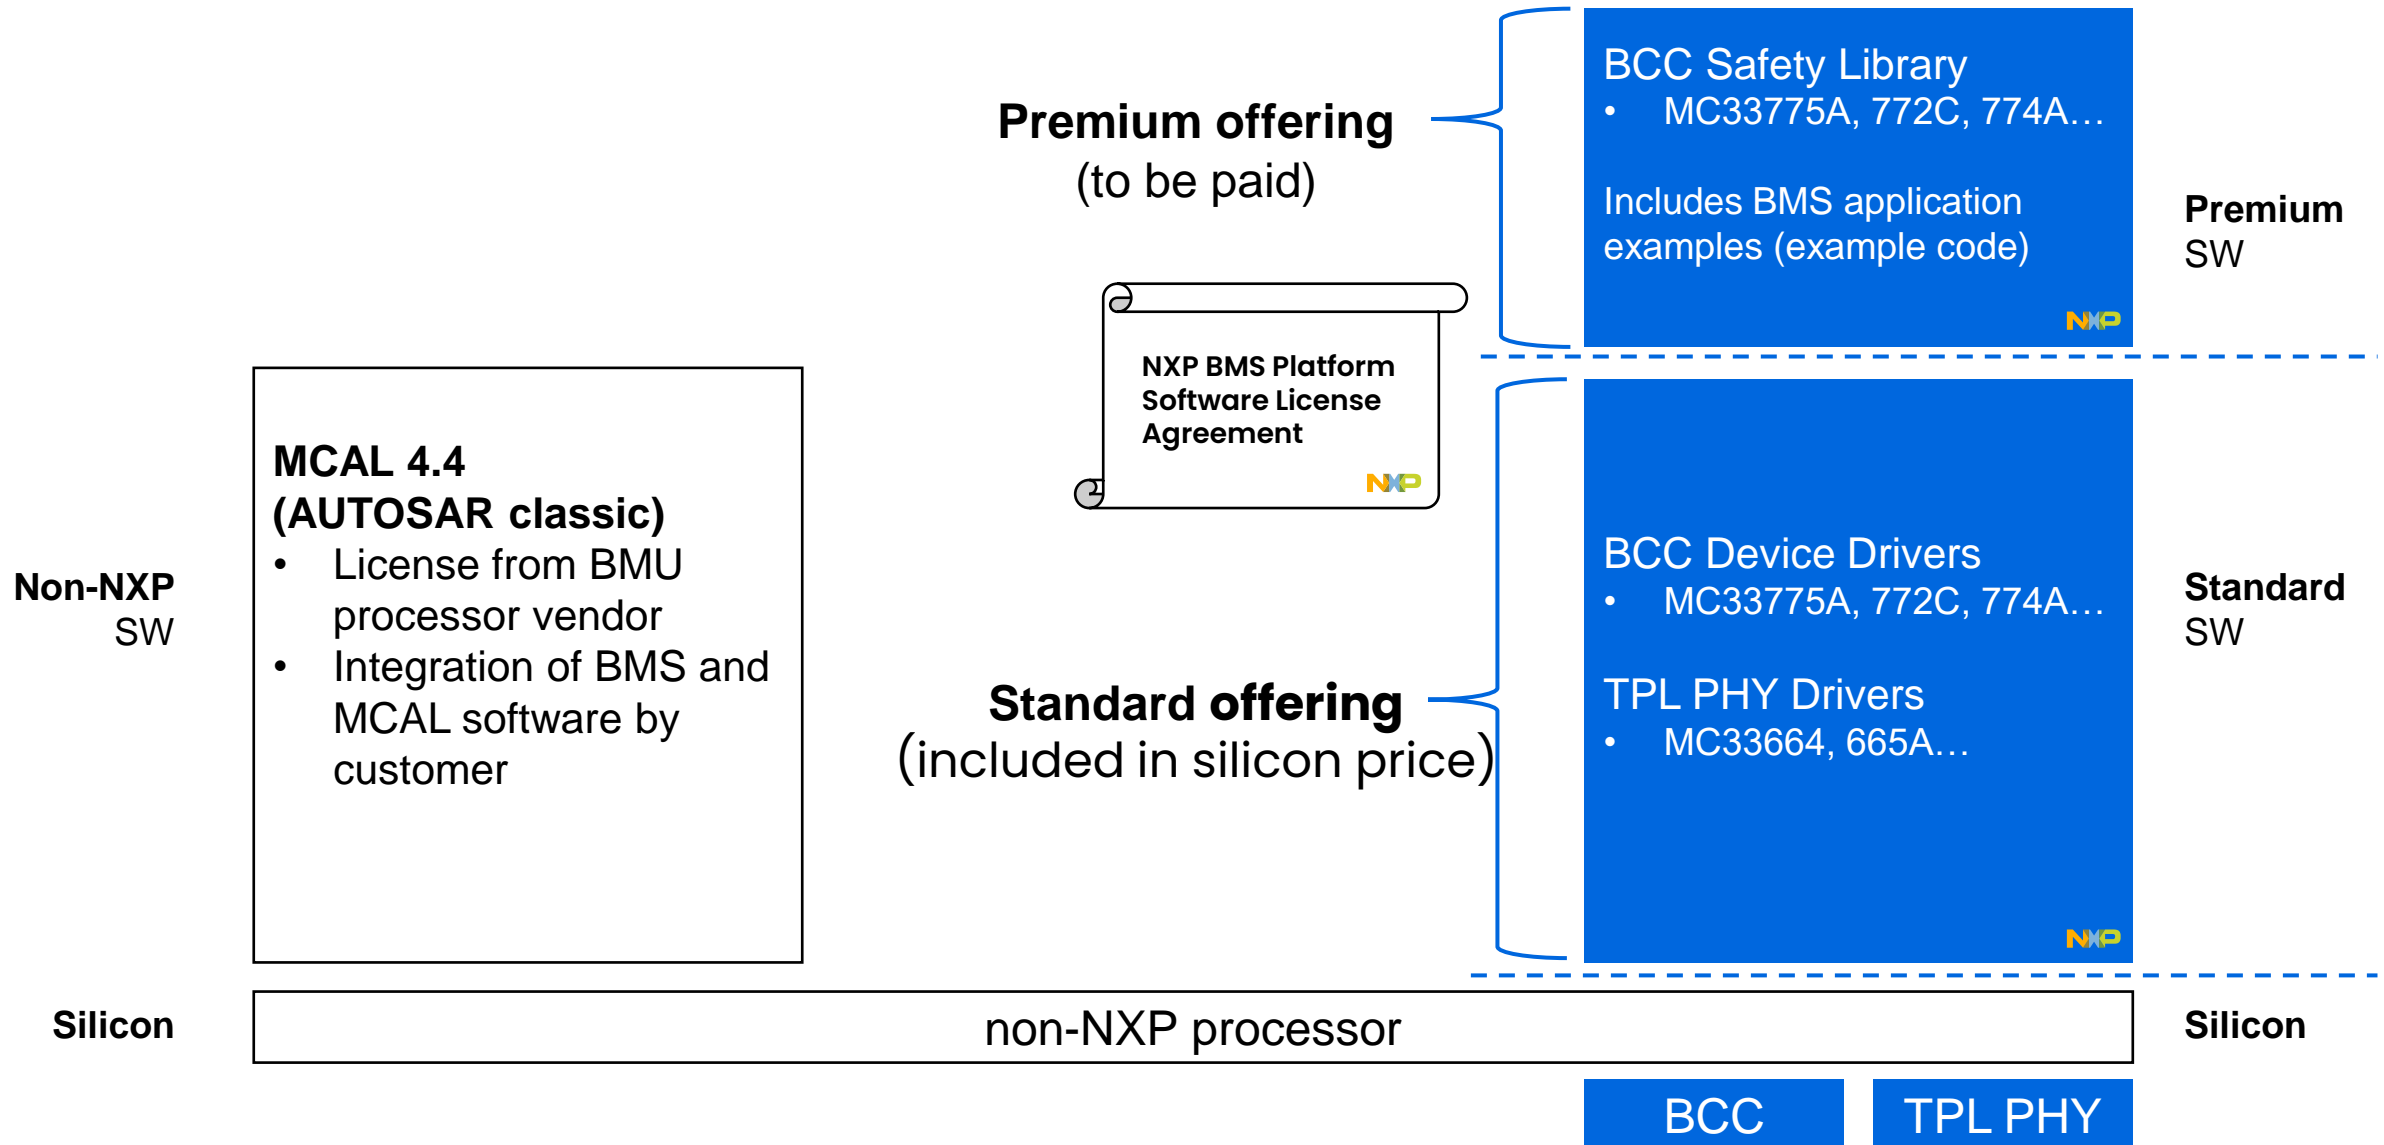 Premium offering
(to be paid)
BCC Safety Library
• MC33775A, 772C, 774A…
Includes BMS application
examples (example code)
NXP
Premium
SW
NXP BMS Platform
Software License
Agreement
NXP
Non-NXP
SW
MCAL 4.4
(AUTOSAR classic)
• License from BMU
processor vendor
• Integration of BMS and
MCAL software by
customer
Standard offering
(included in silicon price)
BCC Device Drivers
• MC33775A, 772C, 774A…
TPL PHY Drivers
• MC33664, 665A…
NXP
Standard
SW
Silicon
non-NXP processor
Silicon
BCC
TPL PHY